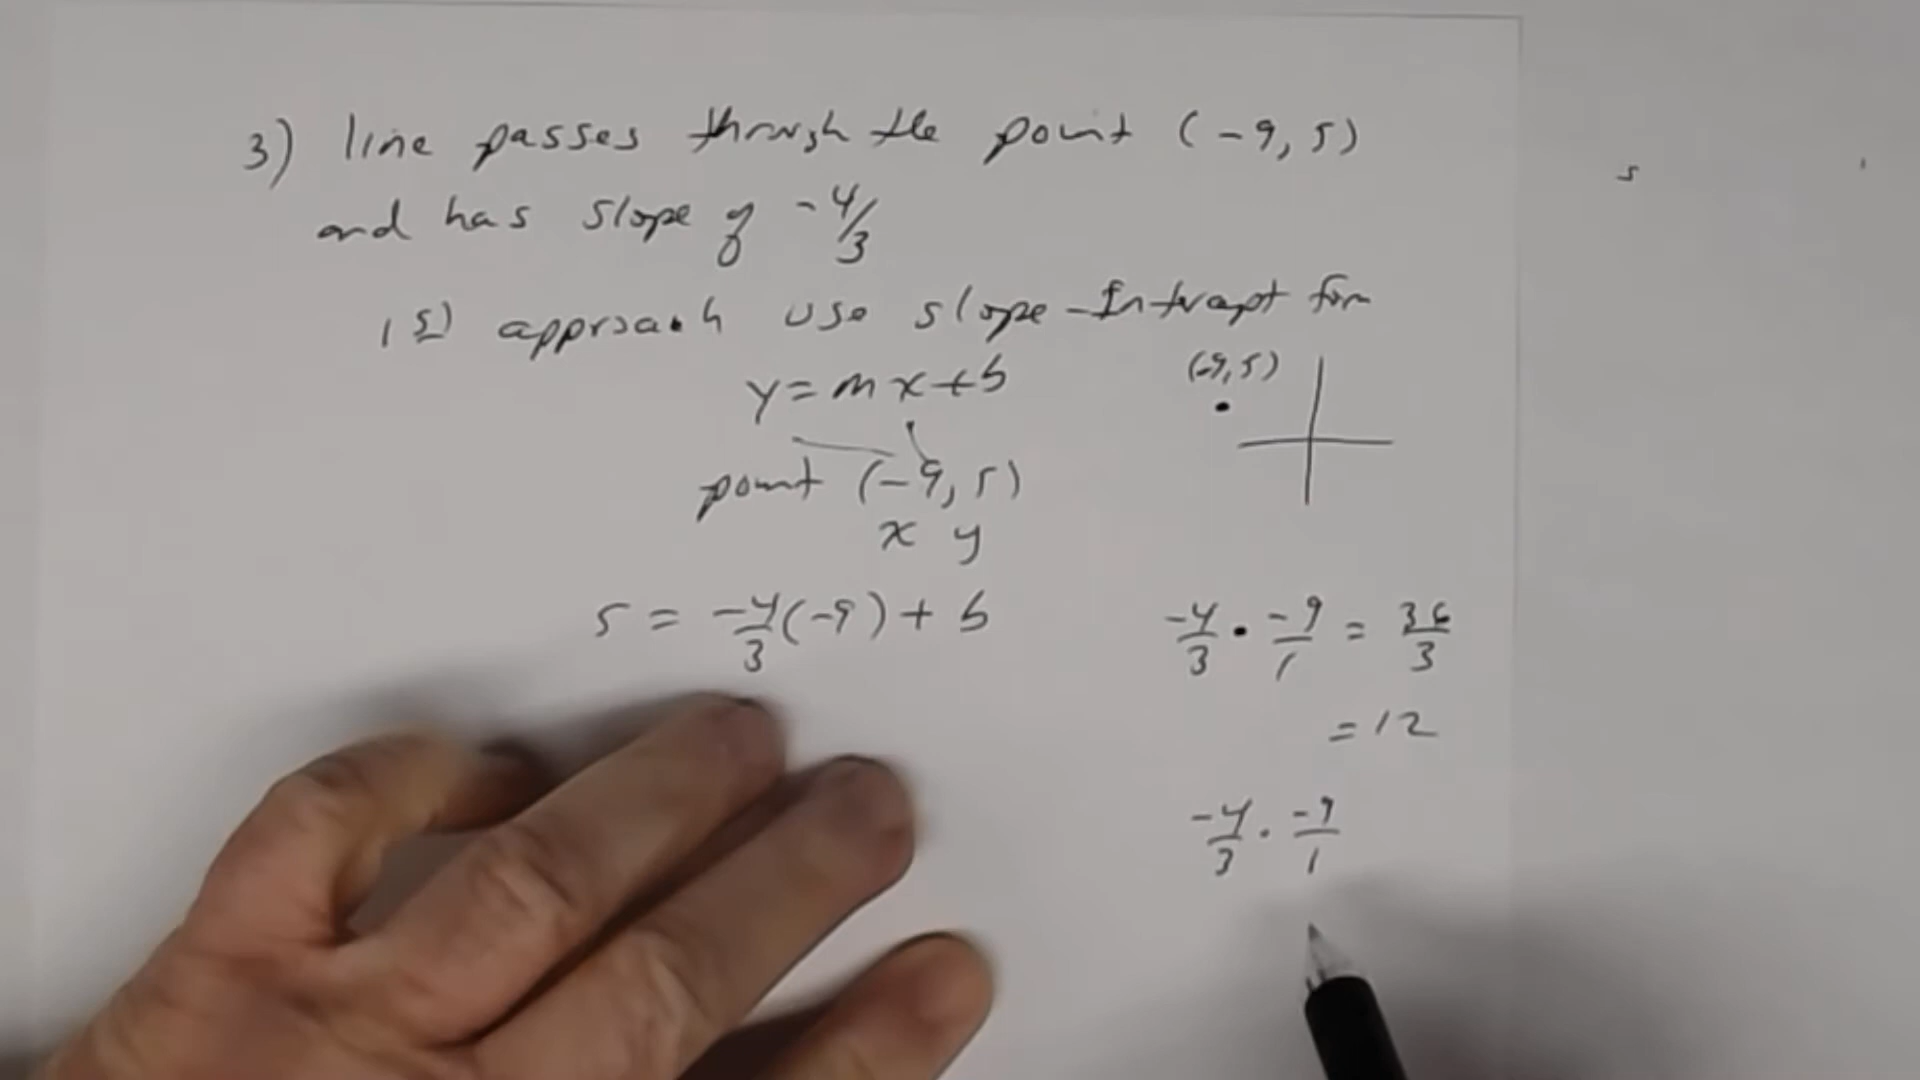 3) line passes through the point (-9, 5)
and has slope of -4/3
1st) approach use slope-Intercept form
y = mx + b
(-9, 5)
point (-9, 5)
x y
5 = -4/3 (-9) + b
-4/3 · -9/1 = 36/3
= 12
-4/3 · -9/1
5